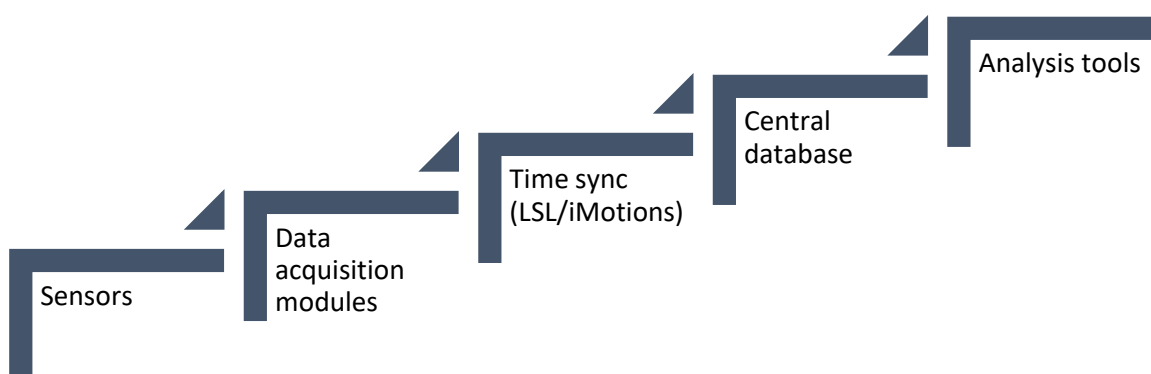 Sensors
Data
acquisition
modules
Time sync
(LSL/iMotions)
Central
database
Analysis tools